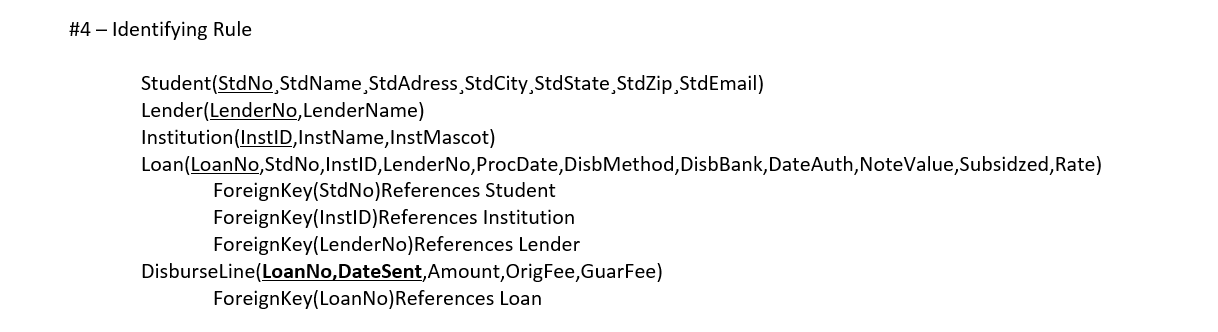 #4 – Identifying Rule
Student(StdNo,StdName,StdAdress,StdCity,StdState,StdZip,StdEmail)
Lender(LenderNo,LenderName)
Institution(InstID,InstName,InstMascot)
Loan(LoanNo,StdNo,InstID,LenderNo,ProcDate,DisbMethod,DisbBank,DateAuth,NoteValue,Subsidzed,Rate)
ForeignKey(StdNo)References Student
ForeignKey(InstID)References Institution
ForeignKey(LenderNo)References Lender
DisburseLine(LoanNo,DateSent,Amount,OrigFee,GuarFee)
ForeignKey(LoanNo)References Loan